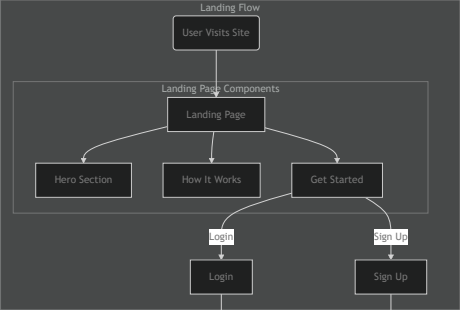 Landing Flow
User Visits Site
Landing Page Components
Landing Page
Hero Section
How It Works
Get Started
Login
Sign Up
Login
Sign Up